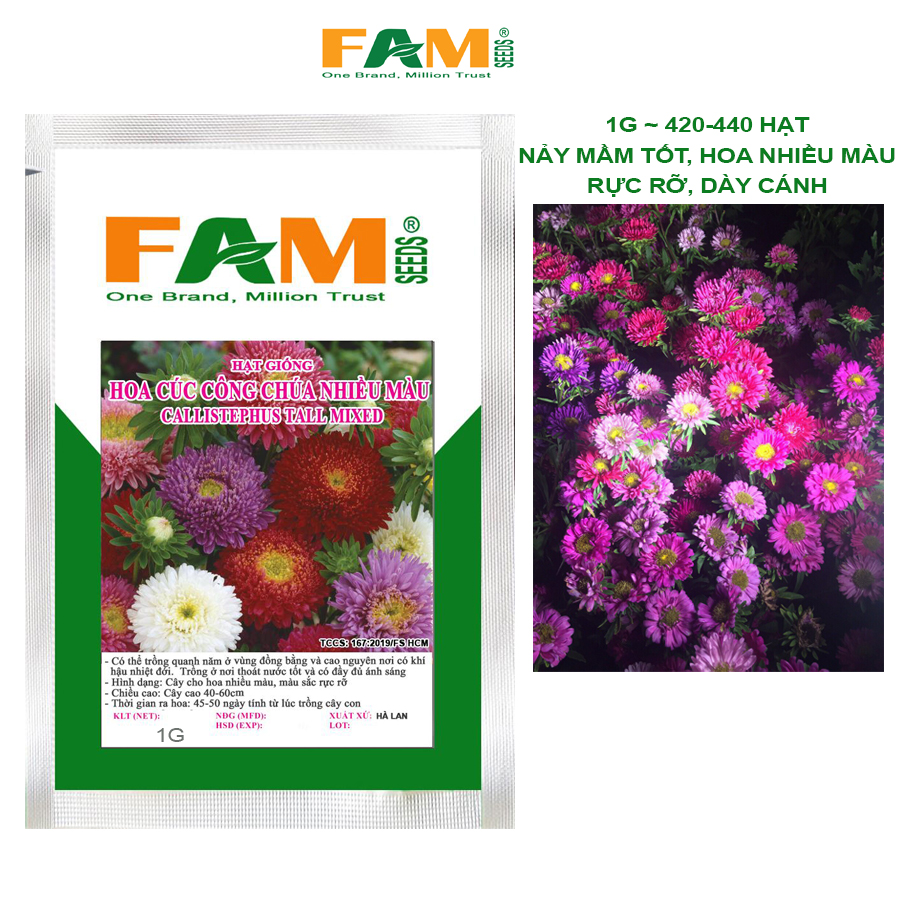 FAM SEEDS®
One Brand, Million Trust
1G ~ 420-440 HẠT
NẢY MẦM TỐT, HOA NHIỀU MÀU
RỰC RỠ, DÀY CÁNH
FAM SEEDS®
One Brand, Million Trust
HẠT GIỐNG
HOA CÚC CÔNG CHÚA NHIỀU MÀU
CALLISTEPHUS TALL MIXED
TCCS: 167:2019/FS HCM
- Có thể trồng quanh năm ở vùng đồng bằng và cao nguyên nơi có khí
hậu nhiệt đới. Trồng ở nơi thoát nước tốt và có đầy đủ ánh sáng
- Hình dạng: Cây cho hoa nhiều màu, màu sắc rực rỡ
- Chiều cao: Cây cao 40-60cm
- Thời gian ra hoa: 45-50 ngày tính từ lúc trồng cây con
KLT (NET): NĐG (MFD): XUẤT XỨ: HÀ LAN
HSD (EXP): LOT:
1G